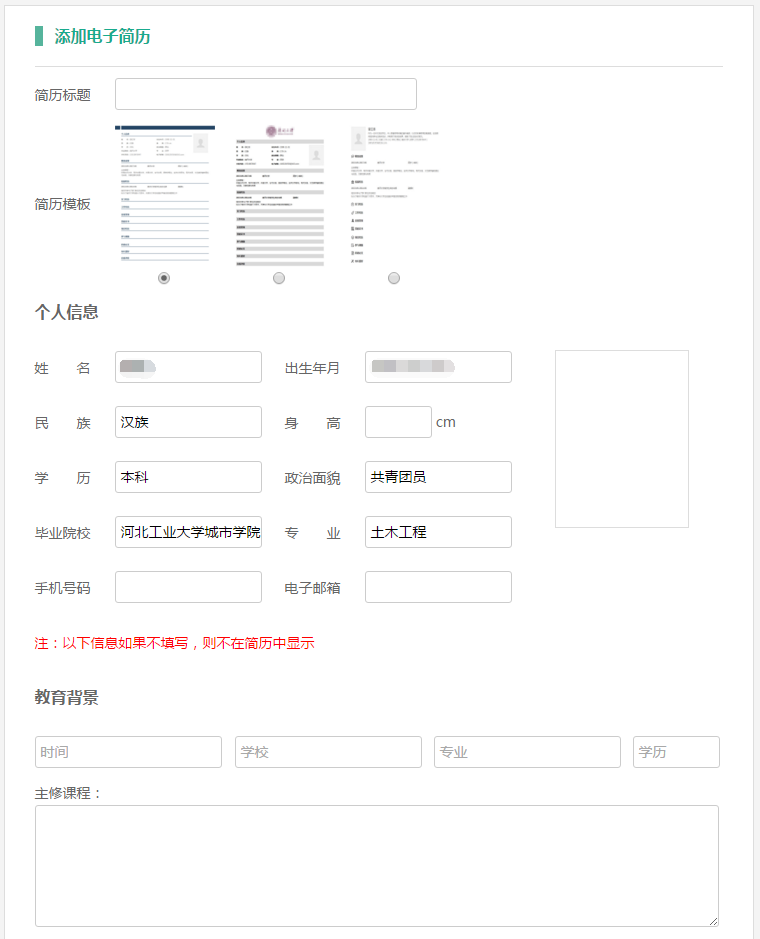 添加电子简历
简历标题
简历模板
个人信息
姓 名 出生年月
民 族 汉族 身 高 cm
学 历 本科 政治面貌 共青团员
毕业院校 河北工业大学城市学院 专 业 土木工程
手机号码 电子邮箱
注：以下信息如果不填写，则不在简历中显示
教育背景
时间 学校 专业 学历
主修课程：